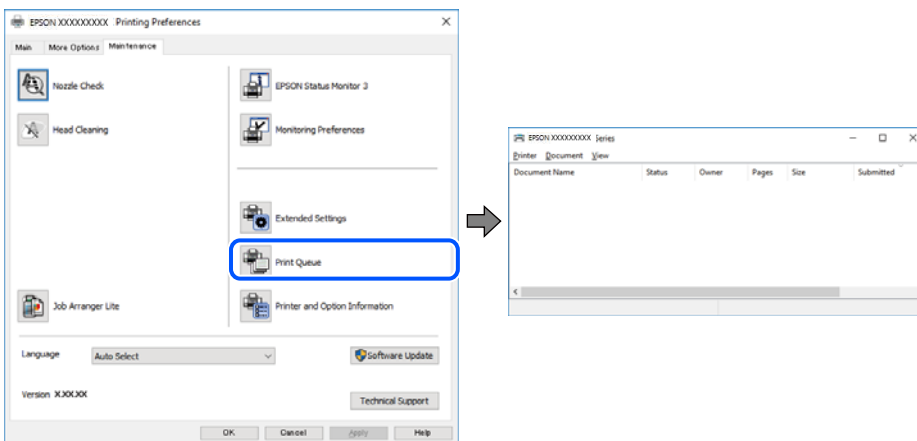 EPSON XXXXXXXXX Printing Preferences
Main More Options Maintenance
Nozzle Check
EPSON Status Monitor 3
Head Cleaning
Monitoring Preferences
Extended Settings
Print Queue
Job Arranger Lite
Printer and Option Information
Language Auto Select Software Update
Version X.XX.XX
Technical Support
OK Cancel Apply Help
EPSON XXXXXXXXX Series
Printer Document View
Document Name Status Owner Pages Size Submitted